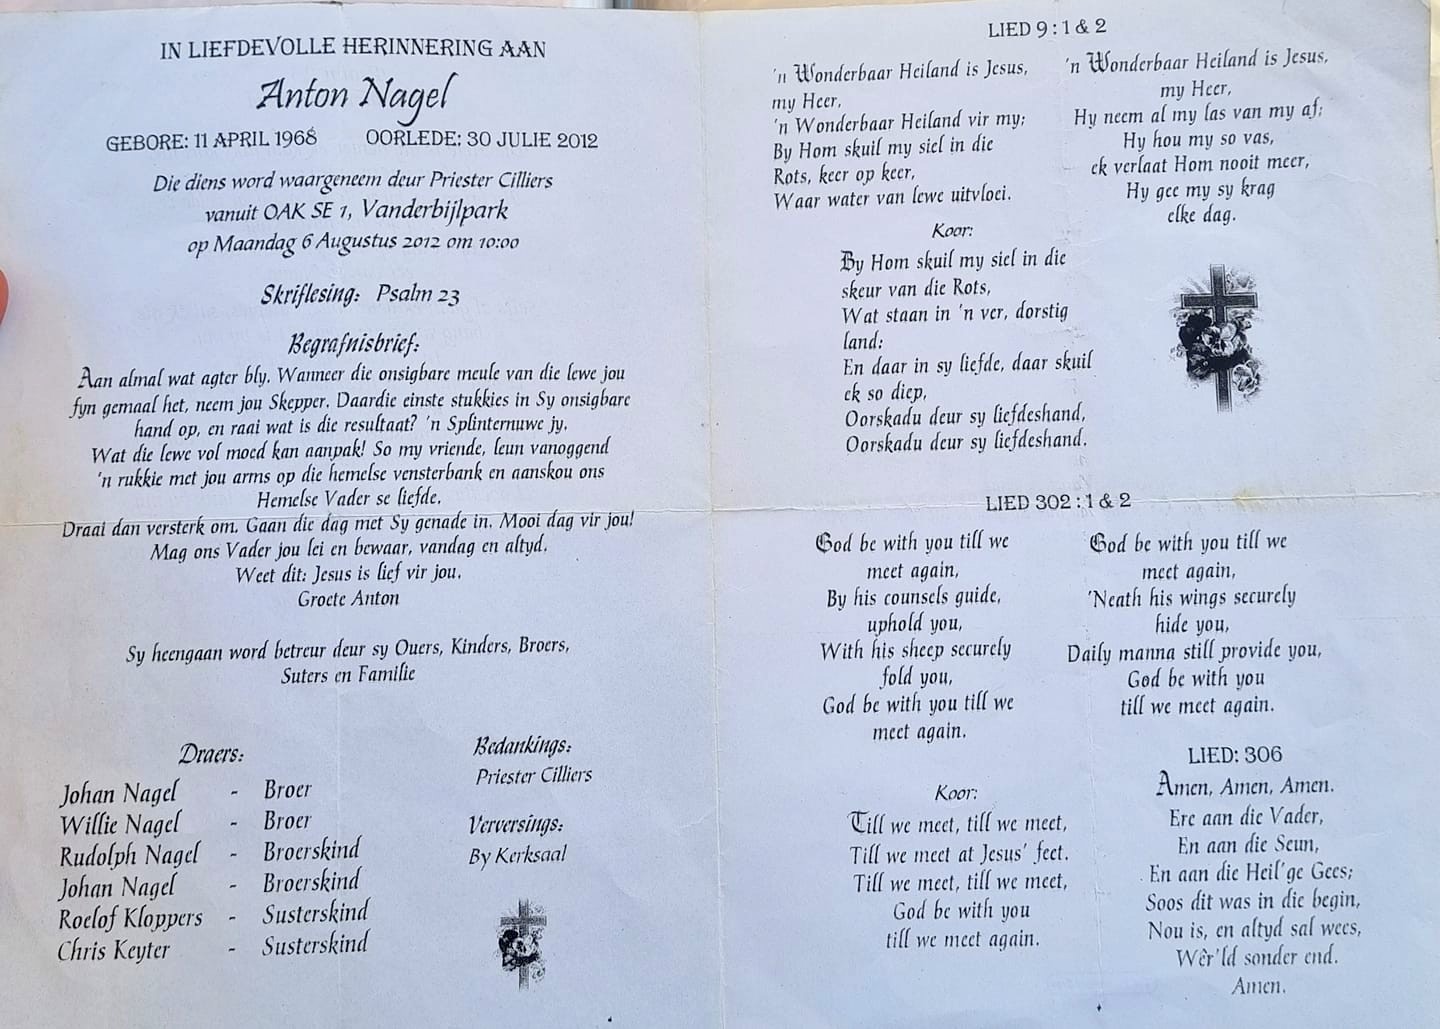 IN LIEFDEVOLLE HERINNERING AAN
Anton Nagel
GEBORE: 11 APRIL 1968 OORLEDE: 30 JULIE 2012
Die diens word waargeneem deur Priester Cilliers
vanuit OAK SE 1, Vanderbijlpark
op Maandag 6 Augustus 2012 om 10:00
Skriflesing: Psalm 23
Begrafnisbrief:
Aan almal wat agter bly. Wanneer die onsigbare meule van die lewe jou
fyn gemaal het, neem jou Skepper. Daardie einste stukkies in Sy onsigbare
hand op, en raai wat is die resultaat? 'n Splinternuwe jy.
Wat die lewe vol moed kan aanpak! So my vriende, leun vanoggend
'n rukkie met jou arms op die hemelse vensterbank en aanskou ons
Hemelse Vader se liefde.
Draai dan versterk om. Gaan die dag met Sy genade in. Mooi dag vir jou!
Mag ons Vader jou lei en bewaar, vandag en altyd.
Weet dit: Jesus is lief vir jou.
Groete Anton
Sy heengaan word betreur deur sy Ouers, Kinders, Broers,
Suters en Familie
Draers:
Johan Nagel - Broer
Willie Nagel - Broer
Rudolph Nagel - Broerskind
Johan Nagel - Broerskind
Roelof Kloppers - Susterskind
Chris Keyter - Susterskind
Bedankings:
Priester Cilliers
Verversings:
By Kerksaal
LIED 9 : 1 & 2
'n Wonderbaar Heiland is Jesus,
my Heer,
'n Wonderbaar Heiland vir my;
By Hom skuil my siel in die
Rots, keer op keer,
Waar water van lewe uitvloei.
'n Wonderbaar Heiland is Jesus,
my Heer,
Hy neem al my las van my af;
Hy hou my so vas,
ek verlaat Hom nooit meer,
Hy gee my sy krag
elke dag.
Koor:
By Hom skuil my siel in die
skeur van die Rots,
Wat staan in 'n ver, dorstig
land:
En daar in sy liefde, daar skuil
ek so diep,
Oorskadu deur sy liefdeshand,
Oorskadu deur sy liefdeshand.
LIED 302 : 1 & 2
God be with you till we
meet again,
By his counsels guide,
uphold you,
With his sheep securely
fold you,
God be with you till we
meet again.
God be with you till we
meet again,
'Neath his wings securely
hide you,
Daily manna still provide you,
God be with you
till we meet again.
Koor:
Till we meet, till we meet,
Till we meet at Jesus' feet.
Till we meet, till we meet,
God be with you
till we meet again.
LIED: 306
Amen, Amen, Amen.
Ere aan die Vader,
En aan die Seun,
En aan die Heil'ge Gees;
Soos dit was in die begin,
Nou is, en altyd sal wees,
Wêr'ld sonder end.
Amen.